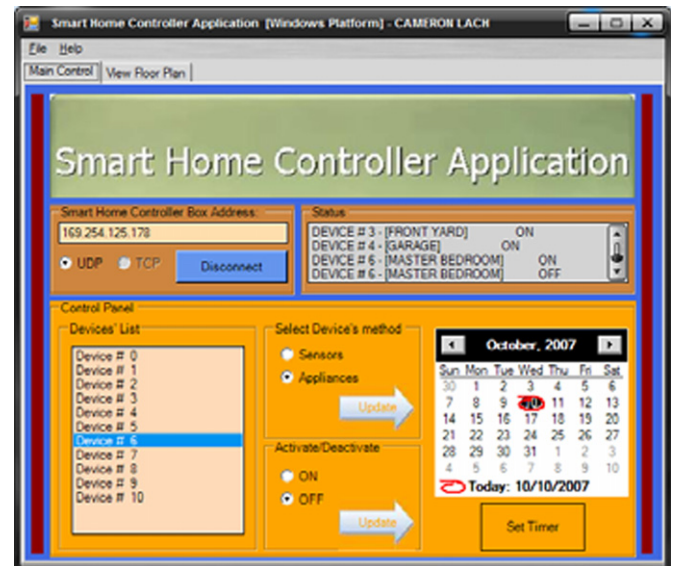 Smart Home Controller Application [Windows Platform] - CAMERON LACH
File Help
Main Control View Floor Plan
Smart Home Controller Application
Smart Home Controller Box Address:
169.254.125.178
UDP TCP Disconnect
Status
DEVICE # 3 - [FRONT YARD] ON
DEVICE # 4 - [GARAGE] ON
DEVICE # 6 - [MASTER BEDROOM] ON
DEVICE # 6 - [MASTER BEDROOM] OFF
Control Panel
Devices' List
Device # 0
Device # 1
Device # 2
Device # 3
Device # 4
Device # 5
Device # 6
Device # 7
Device # 8
Device # 9
Device # 10
Select Device's method
Sensors
Appliances
Update
Activate/Deactivate
ON
OFF
Update
October, 2007
Sun Mon Tue Wed Thu Fri Sat
30 1 2 3 4 5 6
7 8 9 10 11 12 13
14 15 16 17 18 19 20
21 22 23 24 25 26 27
28 29 30 31 1 2 3
4 5 6 7 8 9 10
Today: 10/10/2007
Set Timer